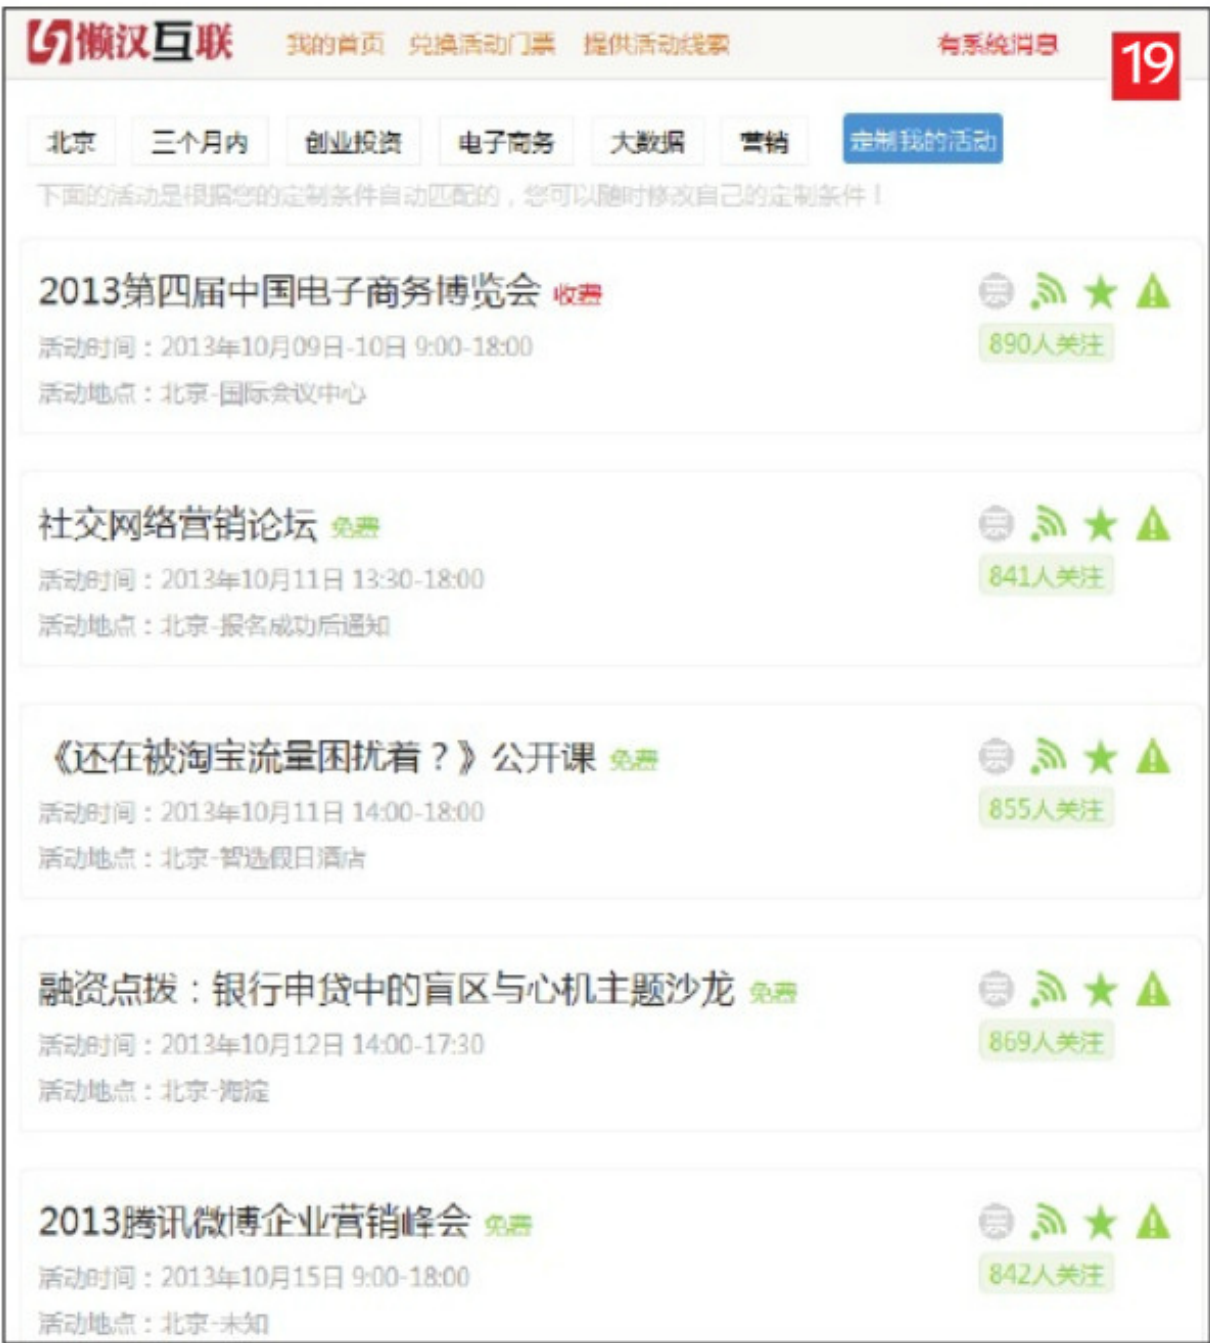 懒汉互联 我的首页 兑换活动门票 提供活动线索 有系统消息 19
北京 三个月内 创业投资 电子商务 大数据 营销 定制我的活动
下面的活动是根据您的定制条件自动匹配的，您可以随时修改自己的定制条件！
2013第四届中国电子商务博览会 收费 票
活动时间：2013年10月09日-10日 9:00-18:00 890人关注
活动地点：北京-国际会议中心
社交网络营销论坛 免费 票
活动时间：2013年10月11日 13:30-18:00 841人关注
活动地点：北京-报名成功后通知
《还在被淘宝流量困扰着？》公开课 免费 票
活动时间：2013年10月11日 14:00-18:00 855人关注
活动地点：北京-智选假日酒店
融资点拨：银行申贷中的盲区与心机主题沙龙 免费 票
活动时间：2013年10月12日 14:00-17:30 869人关注
活动地点：北京-海淀
2013腾讯微博企业营销峰会 免费 票
活动时间：2013年10月15日 9:00-18:00 842人关注
活动地点：北京-未知